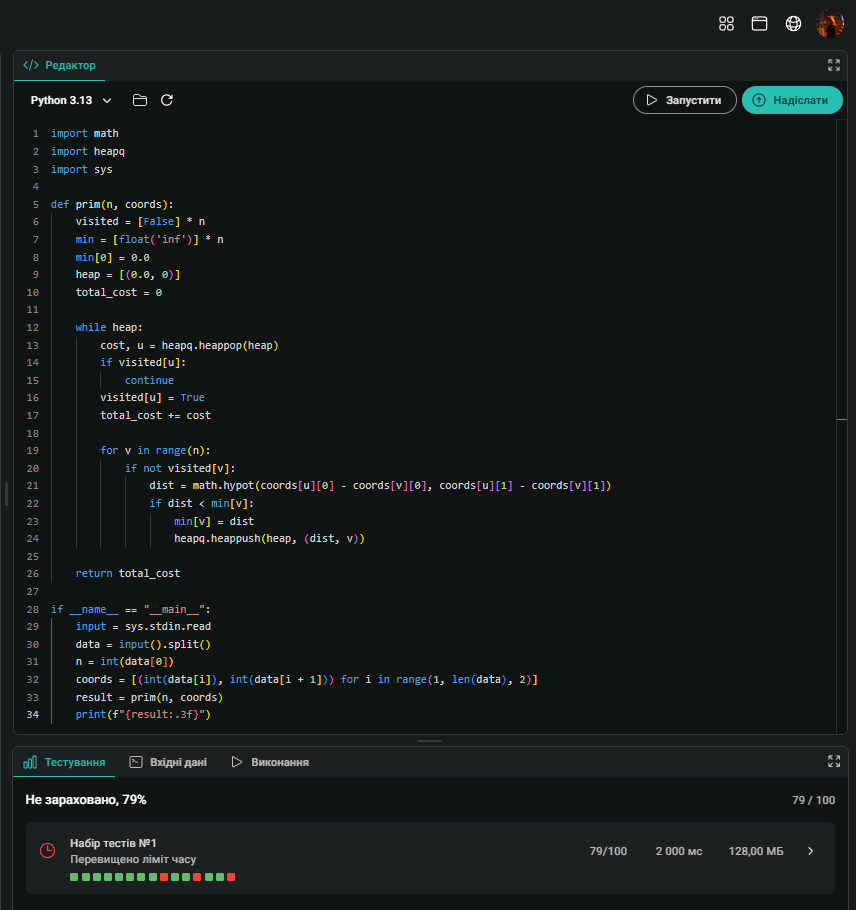 </> Редактор
Python 3.13
Запустити
Надіслати
1 import math
2 import heapq
3 import sys
4
5 def prim(n, coords):
6     visited = [False] * n
7     min = [float('inf')] * n
8     min[0] = 0.0
9     heap = [(0.0, 0)]
10     total_cost = 0
11
12     while heap:
13         cost, u = heapq.heappop(heap)
14         if visited[u]:
15             continue
16         visited[u] = True
17         total_cost += cost
18
19         for v in range(n):
20             if not visited[v]:
21                 dist = math.hypot(coords[u][0] - coords[v][0], coords[u][1] - coords[v][1])
22                 if dist < min[v]:
23                     min[v] = dist
24                     heapq.heappush(heap, (dist, v))
25
26     return total_cost
27
28 if __name__ == "__main__":
29     input = sys.stdin.read
30     data = input().split()
31     n = int(data[0])
32     coords = [(int(data[i]), int(data[i + 1])) for i in range(1, len(data), 2)]
33     result = prim(n, coords)
34     print(f"{result:.3f}")
Тестування
Вхідні дані
Виконання
Не зараховано, 79%
79 / 100
Набір тестів №1
Перевищено ліміт часу
79/100
2 000 мс
128,00 МБ